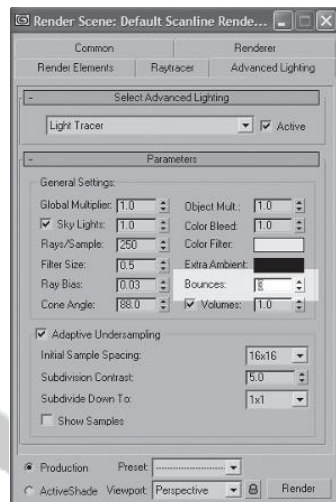 Render Scene: Default Scanline Rende...
Common Renderer
Render Elements Raytracer Advanced Lighting
- Select Advanced Lighting
Light Tracer Active
- Parameters
General Settings:
Global Multiplier: 1.0 Object Mult.: 1.0
Sky Lights: 1.0 Color Bleed: 1.0
Rays/Sample: 250 Color Filter:
Filter Size: 0.5 Extra Ambient:
Ray Bias: 0.03 Bounces:
Cone Angle: 88.0 Volumes: 1.0
Adaptive Undersampling
Initial Sample Spacing: 16x16
Subdivision Contrast: 5.0
Subdivide Down To: 1x1
Show Samples
Production Preset: --------------------
ActiveShade Viewport: Perspective Render